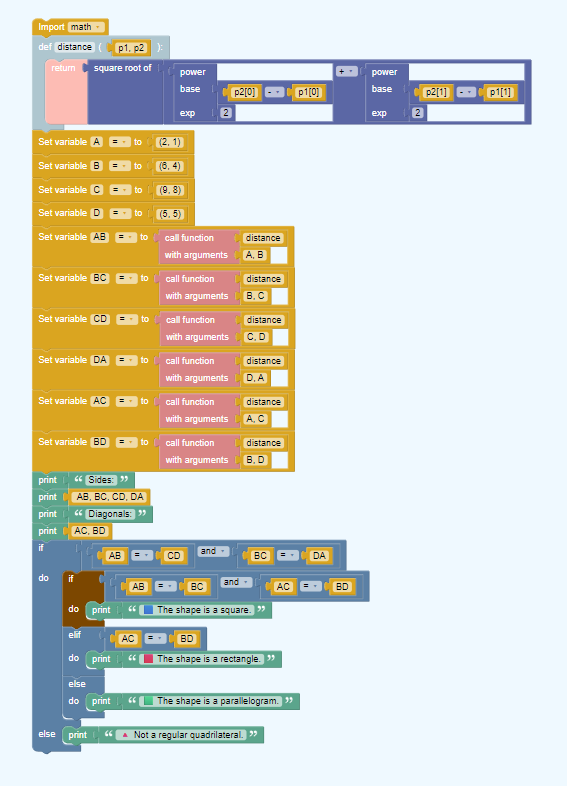 Import math
def distance ( p1, p2 ):
return square root of power + power
base p2[0] - p1[0] base p2[1] - p1[1]
exp 2 exp 2
Set variable A = to (2, 1)
Set variable B = to (6, 4)
Set variable C = to (9, 8)
Set variable D = to (5, 5)
Set variable AB = to call function distance
with arguments A, B
Set variable BC = to call function distance
with arguments B, C
Set variable CD = to call function distance
with arguments C, D
Set variable DA = to call function distance
with arguments D, A
Set variable AC = to call function distance
with arguments A, C
Set variable BD = to call function distance
with arguments B, D
print “ Sides: ”
print AB, BC, CD, DA
print “ Diagonals: ”
print AC, BD
if AB = CD and BC = DA
do if AB = BC and AC = BD
do print “ 🟦 The shape is a square. ”
elif AC = BD
do print “ 🟥 The shape is a rectangle. ”
else
do print “ 🟩 The shape is a parallelogram. ”
else print “ 🔺 Not a regular quadrilateral. ”